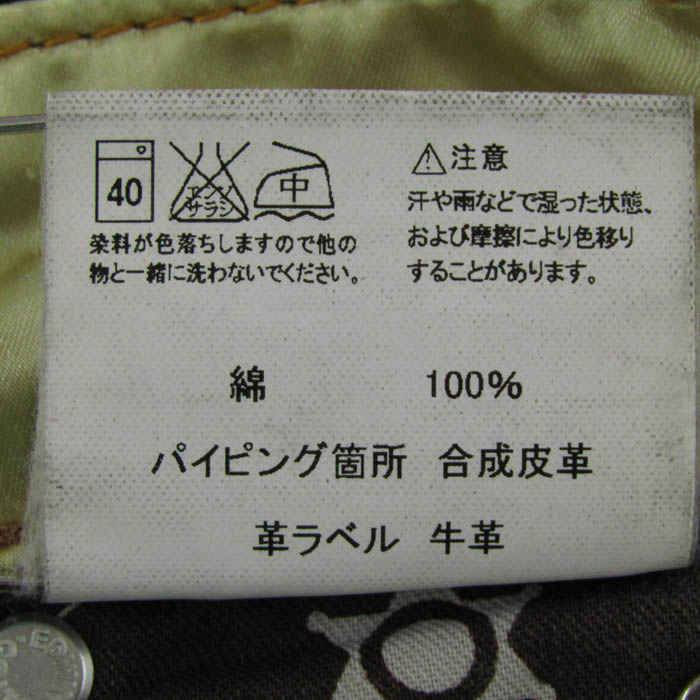 40
エンソ
サラシ
中
染料が色落ちしますので他の
物と一緒に洗わないでください。
注意
汗や雨などで湿った状態、
および摩擦により色移り
することがあります。
綿 100%
パイピング箇所 合成皮革
革ラベル 牛革